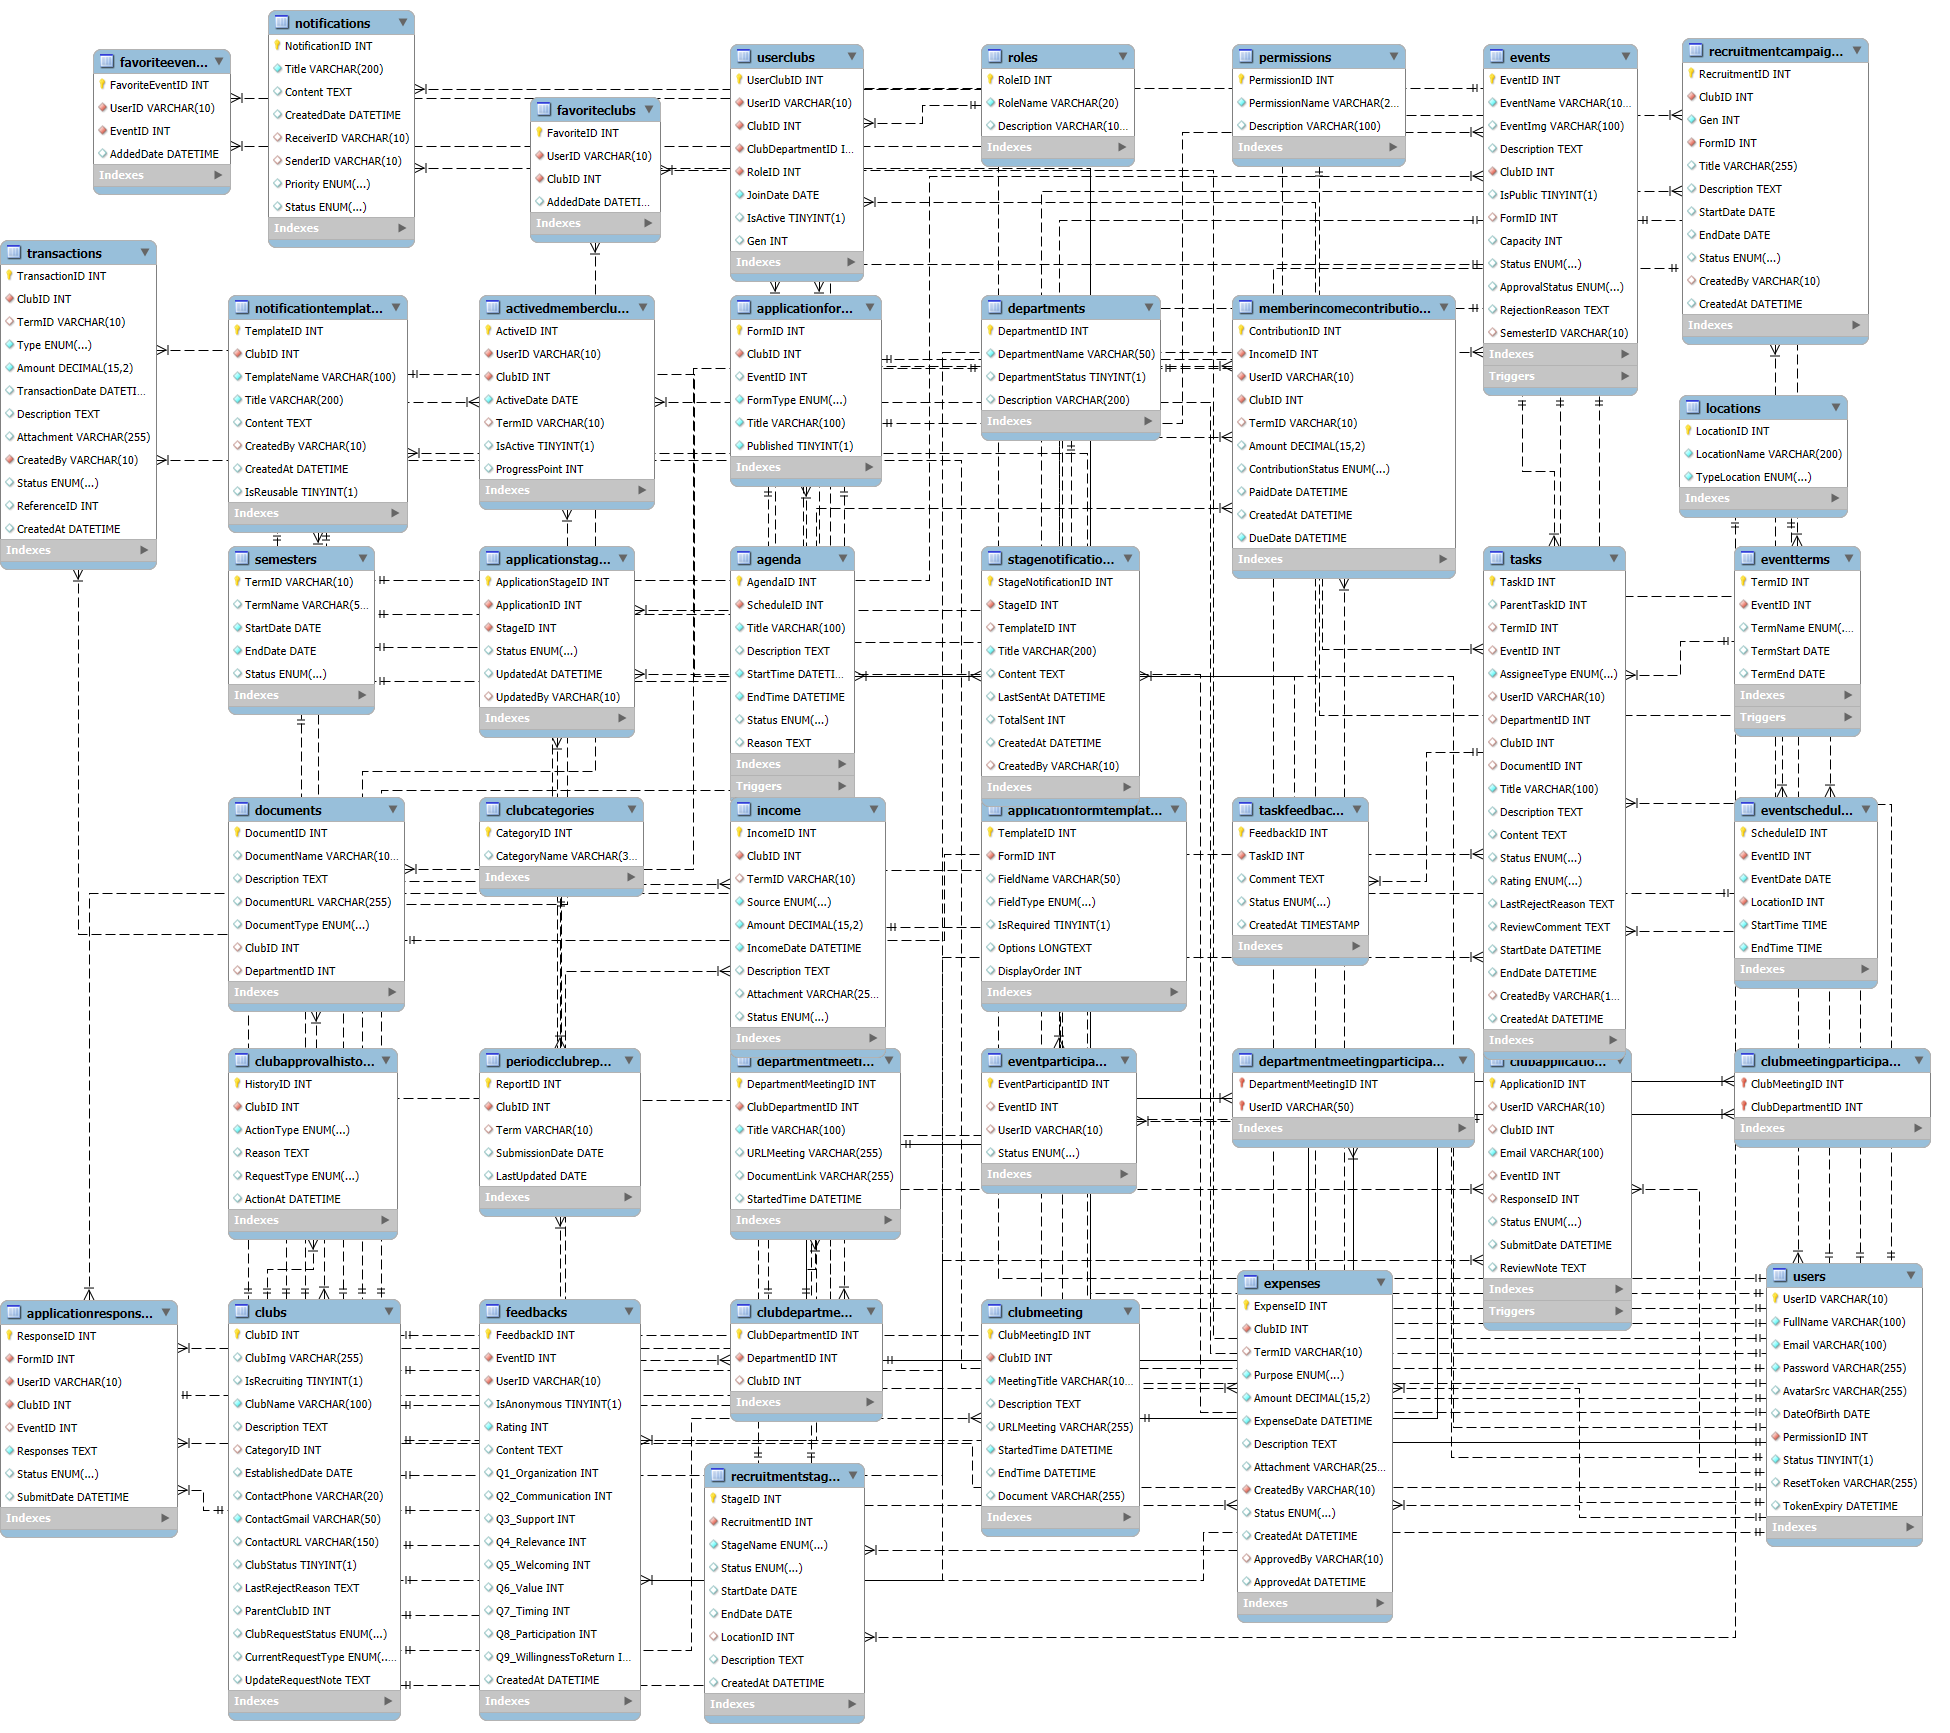 notifications
NotificationID INT
Title VARCHAR(200)
Content TEXT
CreatedDate DATETIME
ReceiverID VARCHAR(10)
SenderID VARCHAR(10)
Priority ENUM(...)
Status ENUM(...)
Indexes
favoriteeven...
FavoriteEventID INT
UserID VARCHAR(10)
EventID INT
AddedDate DATETIME
Indexes
favoriteclubs
FavoriteID INT
UserID VARCHAR(10)
ClubID INT
AddedDate DATETI...
Indexes
userclubs
UserClubID INT
UserID VARCHAR(10)
ClubID INT
ClubDepartmentID I...
RoleID INT
JoinDate DATE
IsActive TINYINT(1)
Gen INT
Indexes
roles
RoleID INT
RoleName VARCHAR(20)
Description VARCHAR(10...
Indexes
permissions
PermissionID INT
PermissionName VARCHAR(2...
Description VARCHAR(100)
Indexes
events
EventID INT
EventName VARCHAR(10...
EventImg VARCHAR(100)
Description TEXT
ClubID INT
IsPublic TINYINT(1)
FormID INT
Capacity INT
Status ENUM(...)
ApprovalStatus ENUM(...)
RejectionReason TEXT
SemesterID VARCHAR(10)
Indexes
Triggers
recruitmentcampaig...
RecruitmentID INT
ClubID INT
Gen INT
FormID INT
Title VARCHAR(255)
Description TEXT
StartDate DATE
EndDate DATE
Status ENUM(...)
CreatedBy VARCHAR(10)
CreatedAt DATETIME
Indexes
transactions
TransactionID INT
ClubID INT
TermID VARCHAR(10)
Type ENUM(...)
Amount DECIMAL(15,2)
TransactionDate DATETI...
Description TEXT
Attachment VARCHAR(255)
CreatedBy VARCHAR(10)
Status ENUM(...)
ReferenceID INT
CreatedAt DATETIME
Indexes
notificationtemplat...
TemplateID INT
ClubID INT
TemplateName VARCHAR(100)
Title VARCHAR(200)
Content TEXT
CreatedBy VARCHAR(10)
CreatedAt DATETIME
IsReusable TINYINT(1)
Indexes
activedmemberclu...
ActiveID INT
UserID VARCHAR(10)
ClubID INT
ActiveDate DATE
TermID VARCHAR(10)
IsActive TINYINT(1)
ProgressPoint INT
Indexes
applicationfor...
FormID INT
ClubID INT
EventID INT
FormType ENUM(...)
Title VARCHAR(100)
Published TINYINT(1)
Indexes
departments
DepartmentID INT
DepartmentName VARCHAR(50)
DepartmentStatus TINYINT(1)
Description VARCHAR(200)
Indexes
memberincomecontributio...
ContributionID INT
IncomeID INT
UserID VARCHAR(10)
ClubID INT
TermID VARCHAR(10)
Amount DECIMAL(15,2)
ContributionStatus ENUM(...)
PaidDate DATETIME
CreatedAt DATETIME
DueDate DATETIME
Indexes
locations
LocationID INT
LocationName VARCHAR(200)
TypeLocation ENUM(...)
Indexes
semesters
TermID VARCHAR(10)
TermName VARCHAR(5...
StartDate DATE
EndDate DATE
Status ENUM(...)
Indexes
applicationstag...
ApplicationStageID INT
ApplicationID INT
StageID INT
Status ENUM(...)
UpdatedAt DATETIME
UpdatedBy VARCHAR(10)
Indexes
agenda
AgendaID INT
ScheduleID INT
Title VARCHAR(100)
Description TEXT
StartTime DATETI...
EndTime DATETIME
Status ENUM(...)
Reason TEXT
Indexes
Triggers
stagenotificatio...
StageNotificationID INT
StageID INT
TemplateID INT
Title VARCHAR(200)
Content TEXT
LastSentAt DATETIME
TotalSent INT
CreatedAt DATETIME
CreatedBy VARCHAR(10)
Indexes
tasks
TaskID INT
ParentTaskID INT
TermID INT
EventID INT
AssigneeType ENUM(...)
UserID VARCHAR(10)
DepartmentID INT
ClubID INT
DocumentID INT
Title VARCHAR(100)
Description TEXT
Content TEXT
Status ENUM(...)
Rating ENUM(...)
LastRejectReason TEXT
ReviewComment TEXT
StartDate DATETIME
EndDate DATETIME
CreatedBy VARCHAR(1...
CreatedAt DATETIME
Indexes
eventterms
TermID INT
EventID INT
TermName ENUM(...
TermStart DATE
TermEnd DATE
Indexes
Triggers
documents
DocumentID INT
DocumentName VARCHAR(10...
Description TEXT
DocumentURL VARCHAR(255)
DocumentType ENUM(...)
ClubID INT
DepartmentID INT
Indexes
clubcategories
CategoryID INT
CategoryName VARCHAR(3...
Indexes
income
IncomeID INT
ClubID INT
TermID VARCHAR(10)
Source ENUM(...)
Amount DECIMAL(15,2)
IncomeDate DATETIME
Description TEXT
Attachment VARCHAR(25...
Status ENUM(...)
Indexes
applicationformtemplat...
TemplateID INT
FormID INT
FieldName VARCHAR(50)
FieldType ENUM(...)
IsRequired TINYINT(1)
Options LONGTEXT
DisplayOrder INT
Indexes
taskfeedbac...
FeedbackID INT
TaskID INT
Comment TEXT
Status ENUM(...)
CreatedAt TIMESTAMP
Indexes
eventschedul...
ScheduleID INT
EventID INT
EventDate DATE
LocationID INT
StartTime TIME
EndTime TIME
Indexes
clubapprovalhisto...
HistoryID INT
ClubID INT
ActionType ENUM(...)
Reason TEXT
RequestType ENUM(...)
ActionAt DATETIME
Indexes
periodicclubrep...
ReportID INT
ClubID INT
Term VARCHAR(10)
SubmissionDate DATE
LastUpdated DATE
Indexes
departmentmeeti...
DepartmentMeetingID INT
ClubDepartmentID INT
Title VARCHAR(100)
URLMeeting VARCHAR(255)
DocumentLink VARCHAR(255)
StartedTime DATETIME
Indexes
eventparticipa...
EventParticipantID INT
EventID INT
UserID VARCHAR(10)
Status ENUM(...)
Indexes
departmentmeetingparticipa...
DepartmentMeetingID INT
UserID VARCHAR(50)
Indexes
clubapplicatio...
ApplicationID INT
UserID VARCHAR(10)
ClubID INT
Email VARCHAR(100)
EventID INT
ResponseID INT
Status ENUM(...)
SubmitDate DATETIME
ReviewNote TEXT
Indexes
Triggers
clubmeetingparticipa...
ClubMeetingID INT
ClubDepartmentID INT
Indexes
applicationrespons...
ResponseID INT
FormID INT
UserID VARCHAR(10)
ClubID INT
EventID INT
Responses TEXT
Status ENUM(...)
SubmitDate DATETIME
Indexes
clubs
ClubID INT
ClubImg VARCHAR(255)
IsRecruiting TINYINT(1)
ClubName VARCHAR(100)
Description TEXT
CategoryID INT
EstablishedDate DATE
ContactPhone VARCHAR(20)
ContactGmail VARCHAR(50)
ContactURL VARCHAR(150)
ClubStatus TINYINT(1)
LastRejectReason TEXT
ParentClubID INT
ClubRequestStatus ENUM(...)
CurrentRequestType ENUM(...
UpdateRequestNote TEXT
Indexes
feedbacks
FeedbackID INT
EventID INT
UserID VARCHAR(10)
IsAnonymous TINYINT(1)
Rating INT
Content TEXT
Q1_Organization INT
Q2_Communication INT
Q3_Support INT
Q4_Relevance INT
Q5_Welcoming INT
Q6_Value INT
Q7_Timing INT
Q8_Participation INT
Q9_WillingnessToReturn I...
CreatedAt DATETIME
Indexes
clubdepartme...
ClubDepartmentID INT
DepartmentID INT
ClubID INT
Indexes
recruitmentstag...
StageID INT
RecruitmentID INT
StageName ENUM(...)
Status ENUM(...)
StartDate DATE
EndDate DATE
LocationID INT
Description TEXT
CreatedAt DATETIME
Indexes
clubmeeting
ClubMeetingID INT
ClubID INT
MeetingTitle VARCHAR(10...
Description TEXT
URLMeeting VARCHAR(255)
StartedTime DATETIME
EndTime DATETIME
Document VARCHAR(255)
Indexes
expenses
ExpenseID INT
ClubID INT
TermID VARCHAR(10)
Purpose ENUM(...)
Amount DECIMAL(15,2)
ExpenseDate DATETIME
Description TEXT
Attachment VARCHAR(25...
CreatedBy VARCHAR(10)
Status ENUM(...)
CreatedAt DATETIME
ApprovedBy VARCHAR(10)
ApprovedAt DATETIME
Indexes
users
UserID VARCHAR(10)
FullName VARCHAR(100)
Email VARCHAR(100)
Password VARCHAR(255)
AvatarSrc VARCHAR(255)
DateOfBirth DATE
PermissionID INT
Status TINYINT(1)
ResetToken VARCHAR(255)
TokenExpiry DATETIME
Indexes